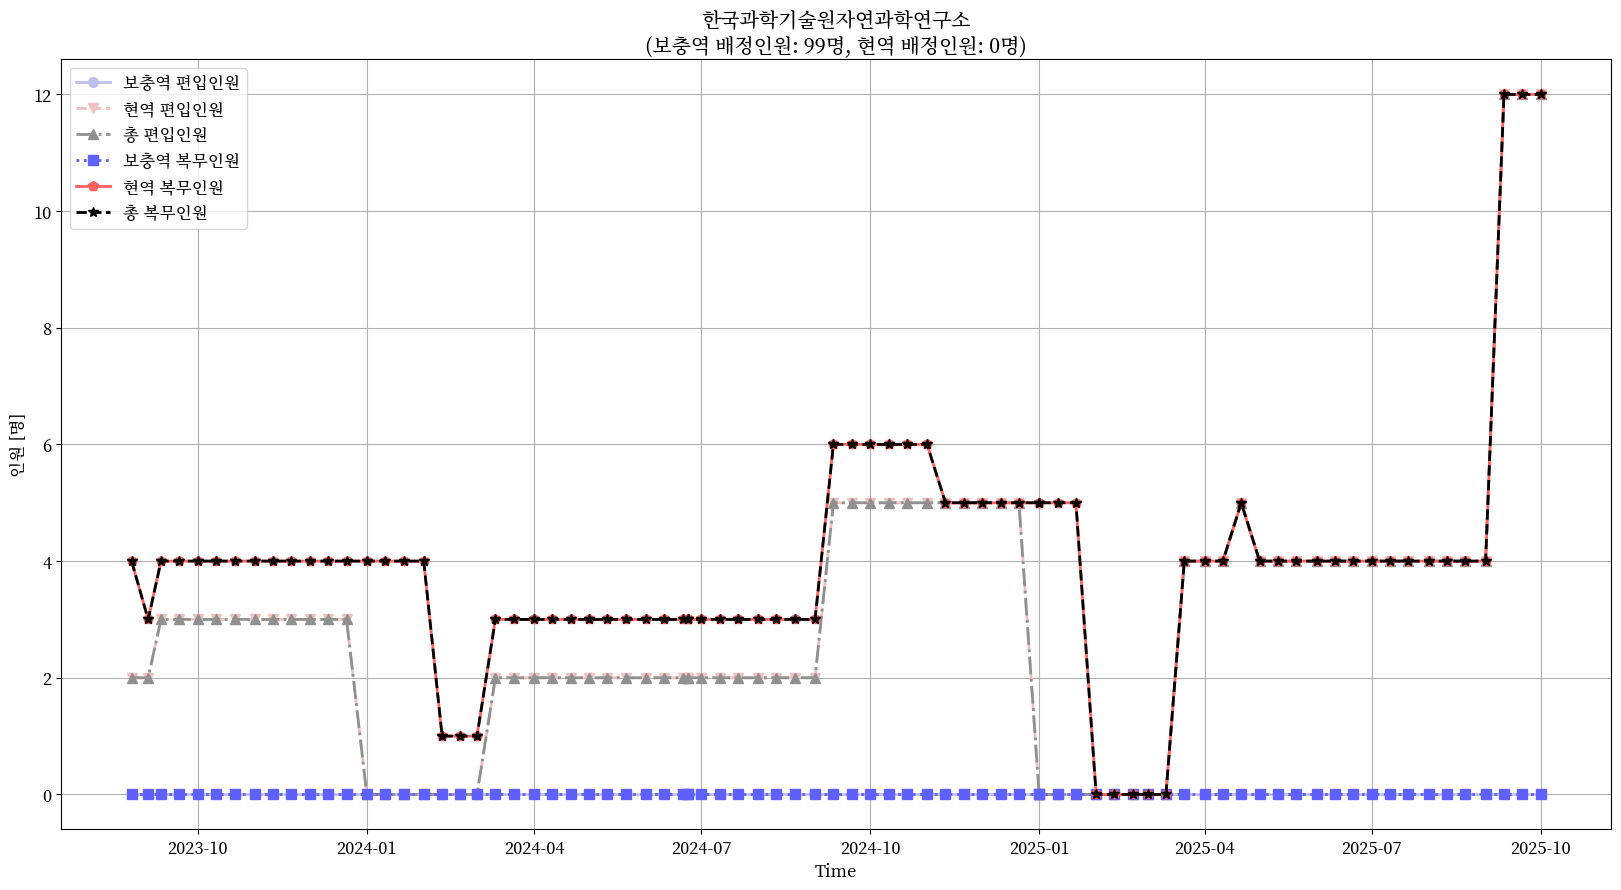 한국과학기술원자연과학연구소
(보충역 배정인원: 99명, 현역 배정인원: 0명)
보충역 편입인원
현역 편입인원
총 편입인원
보충역 복무인원
현역 복무인원
총 복무인원
12
10
8
6
4
2
0
인원 [명]
2023-10
2024-01
2024-04
2024-07
2024-10
2025-01
2025-04
2025-07
2025-10
Time